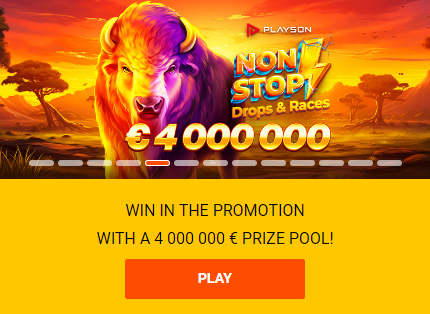 PLAYSON
NON
STOP
Drops & Races
€ 4 000 000
WIN IN THE PROMOTION
WITH A 4 000 000 € PRIZE POOL!
PLAY